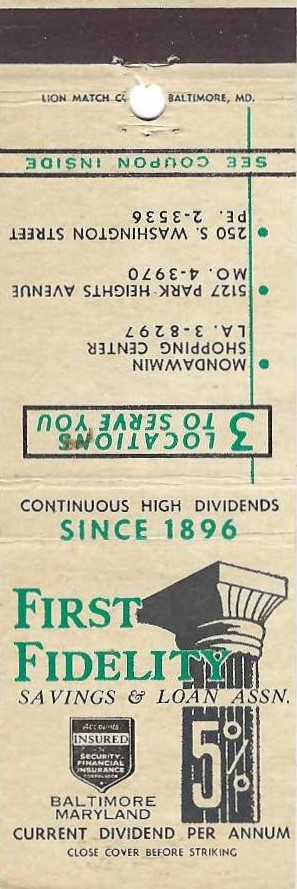 LION MATCH C BALTIMORE, MD.
SEE COUPON INSIDE
3 LOCATIONS
TO SERVE YOU
• MONDAWMIN
SHOPPING CENTER
LA. 3-8297
• 5127 PARK HEIGHTS AVENUE
MO. 4-3970
• 250 S. WASHINGTON STREET
PE. 2-3536
CONTINUOUS HIGH DIVIDENDS
SINCE 1896
FIRST
FIDELITY
SAVINGS & LOAN ASSN.
Accounts
INSURED
BY
SECURITY
FINANCIAL
INSURANCE
CORPORATION
5%
BALTIMORE
MARYLAND
CURRENT DIVIDEND PER ANNUM
CLOSE COVER BEFORE STRIKING